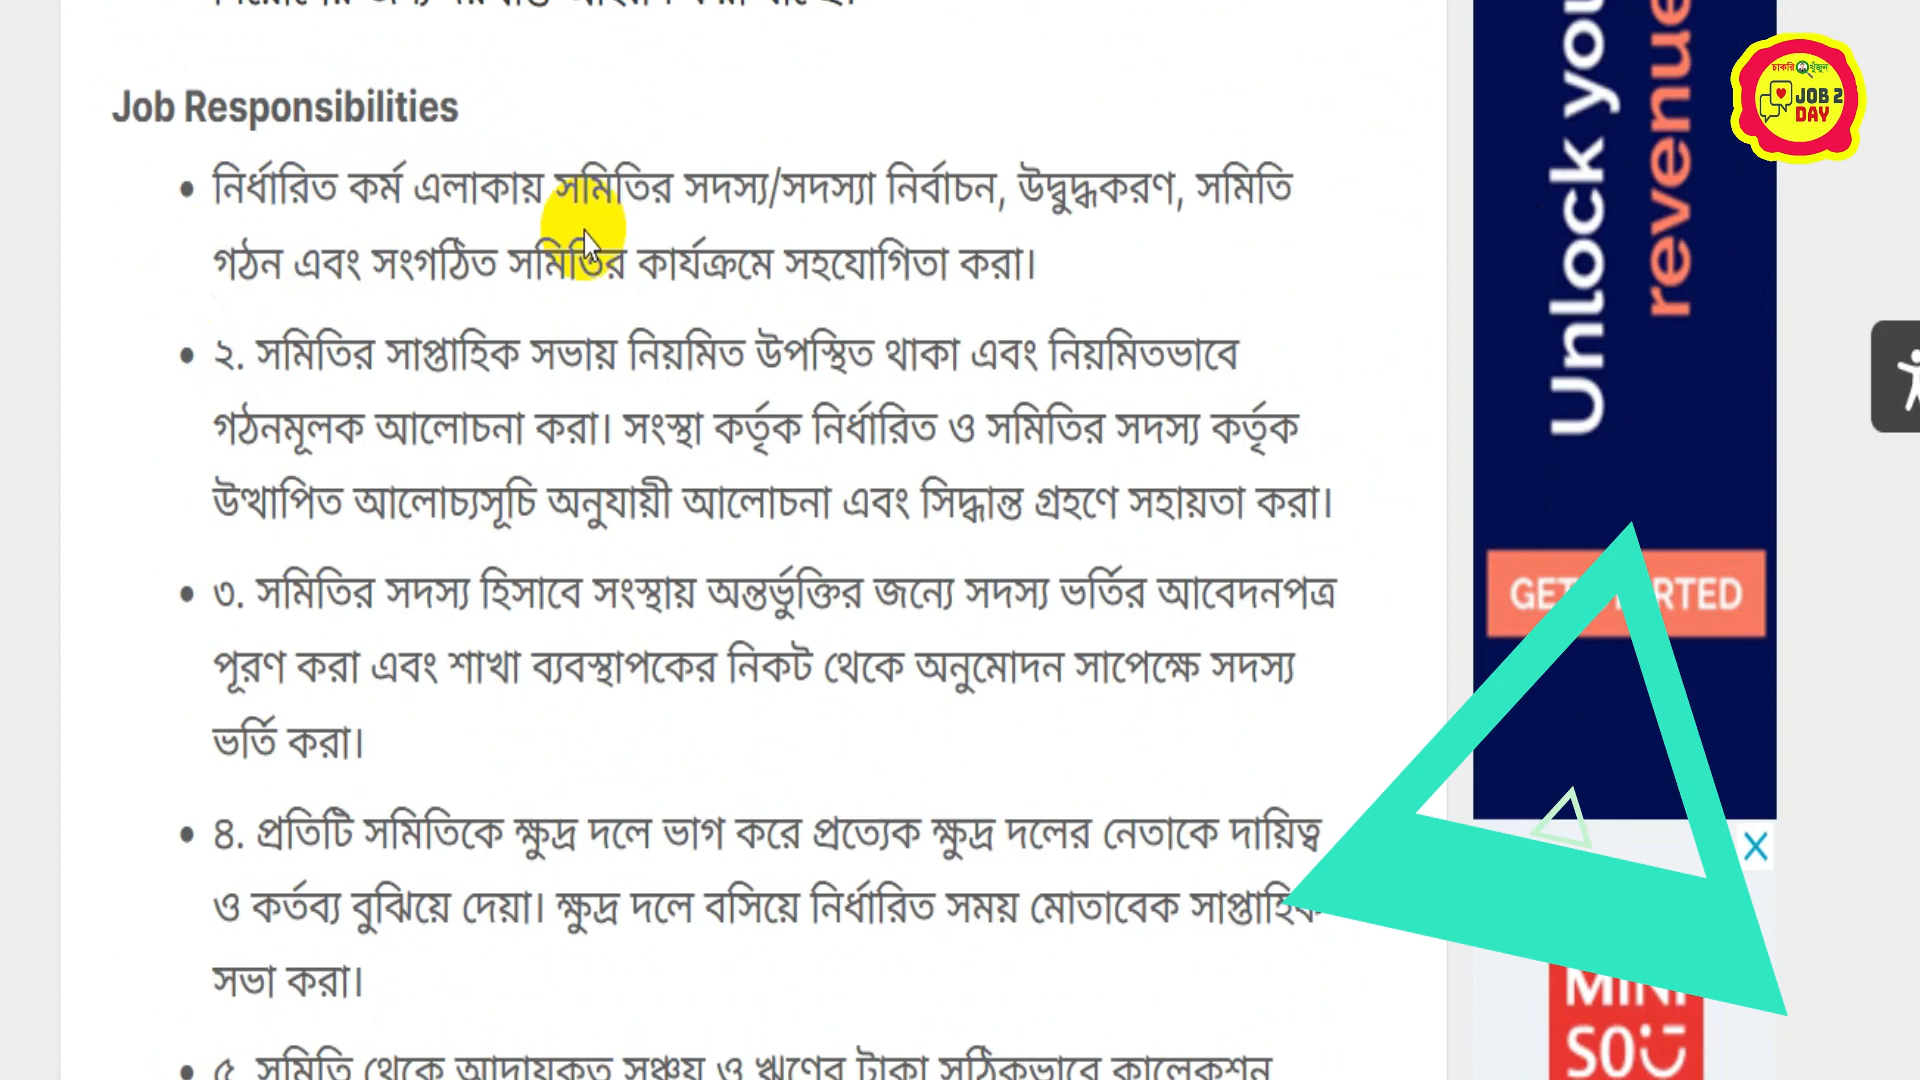 Job Responsibilities
• নির্ধারিত কর্ম এলাকায় সমিতির সদস্য/সদস্যা নির্বাচন, উদ্বুদ্ধকরণ, সমিতি
গঠন এবং সংগঠিত সমিতির কার্যক্রমে সহযোগিতা করা।
• ২. সমিতির সাপ্তাহিক সভায় নিয়মিত উপস্থিত থাকা এবং নিয়মিতভাবে
গঠনমূলক আলোচনা করা। সংস্থা কর্তৃক নির্ধারিত ও সমিতির সদস্য কর্তৃক
উত্থাপিত আলোচ্যসূচি অনুযায়ী আলোচনা এবং সিদ্ধান্ত গ্রহণে সহায়তা করা।
• ৩. সমিতির সদস্য হিসাবে সংস্থায় অন্তর্ভুক্তির জন্যে সদস্য ভর্তির আবেদনপত্র
পূরণ করা এবং শাখা ব্যবস্থাপকের নিকট থেকে অনুমোদন সাপেক্ষে সদস্য
ভর্তি করা।
• ৪. প্রতিটি সমিতিকে ক্ষুদ্র দলে ভাগ করে প্রত্যেক ক্ষুদ্র দলের নেতাকে দায়িত্ব
ও কর্তব্য বুঝিয়ে দেয়া। ক্ষুদ্র দলে বসিয়ে নির্ধারিত সময় মোতাবেক সাপ্তাহিক
সভা করা।
• ৫. সমিতি থেকে আদায়কৃত সঞ্চয় ও ঋণের টাকা সঠিকভাবে কালেকশন
Unlock you
revenue
চাকরি খুঁজুন
JOB 2
DAY
MINI
SO